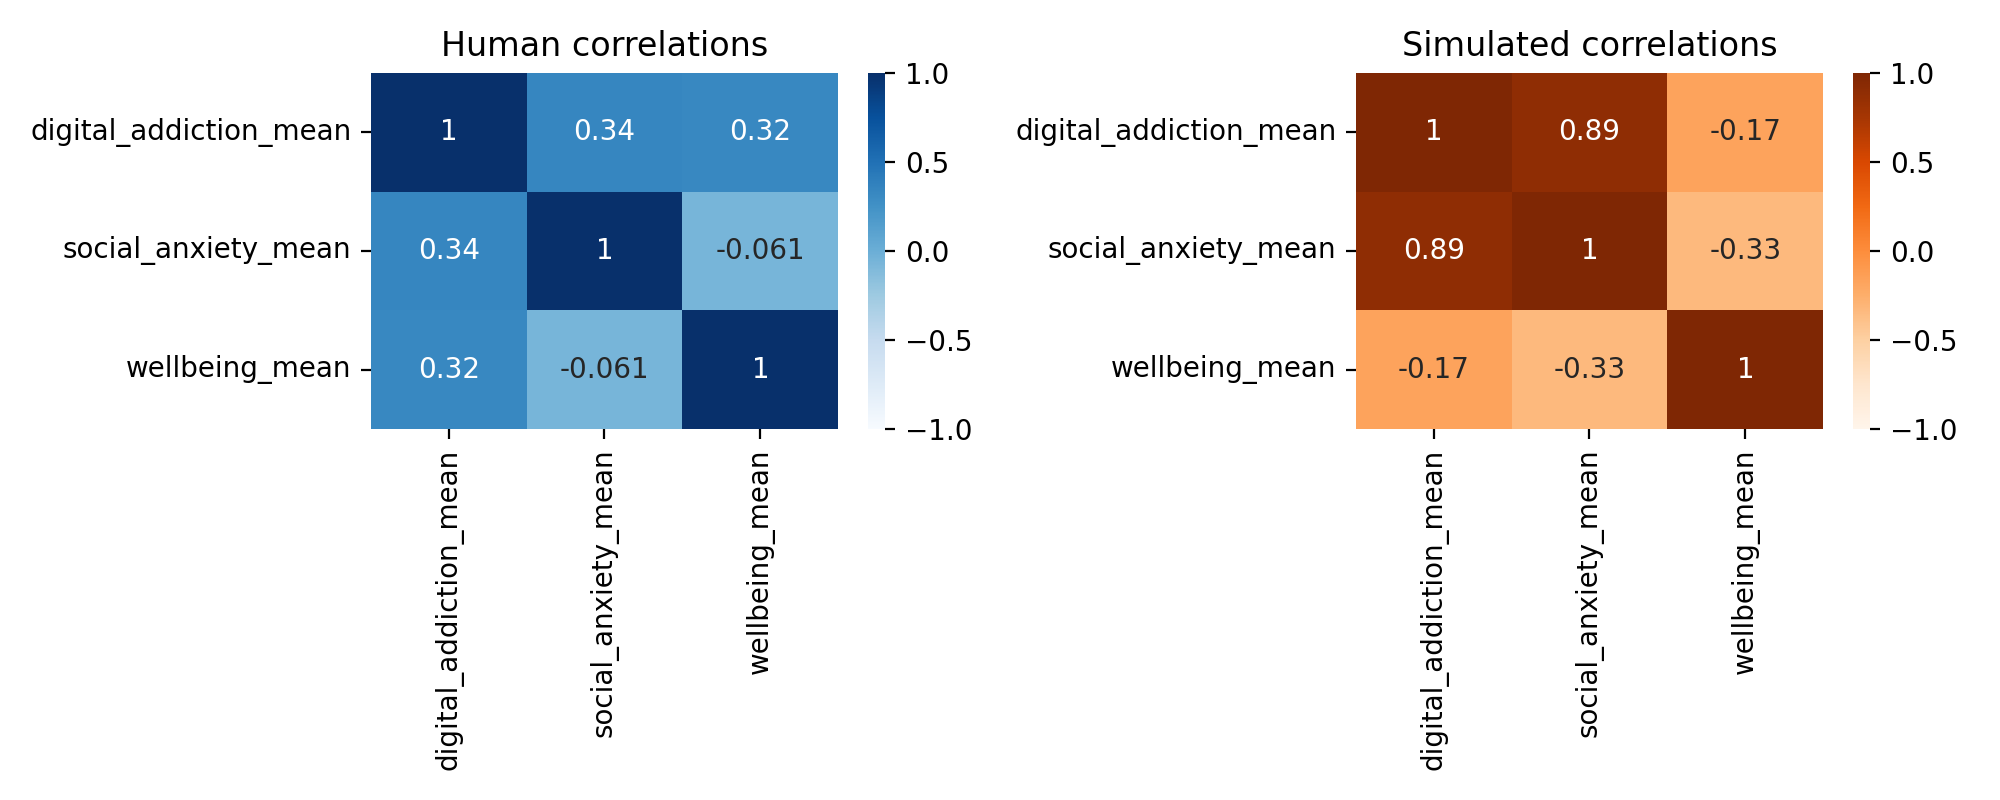 Human correlations
digital_addiction_mean
social_anxiety_mean
wellbeing_mean
1 0.34 0.32
0.34 1 -0.061
0.32 -0.061 1
digital_addiction_mean
social_anxiety_mean
wellbeing_mean
1.0
0.5
0.0
−0.5
−1.0
Simulated correlations
digital_addiction_mean
social_anxiety_mean
wellbeing_mean
1 0.89 -0.17
0.89 1 -0.33
-0.17 -0.33 1
digital_addiction_mean
social_anxiety_mean
wellbeing_mean
1.0
0.5
0.0
−0.5
−1.0